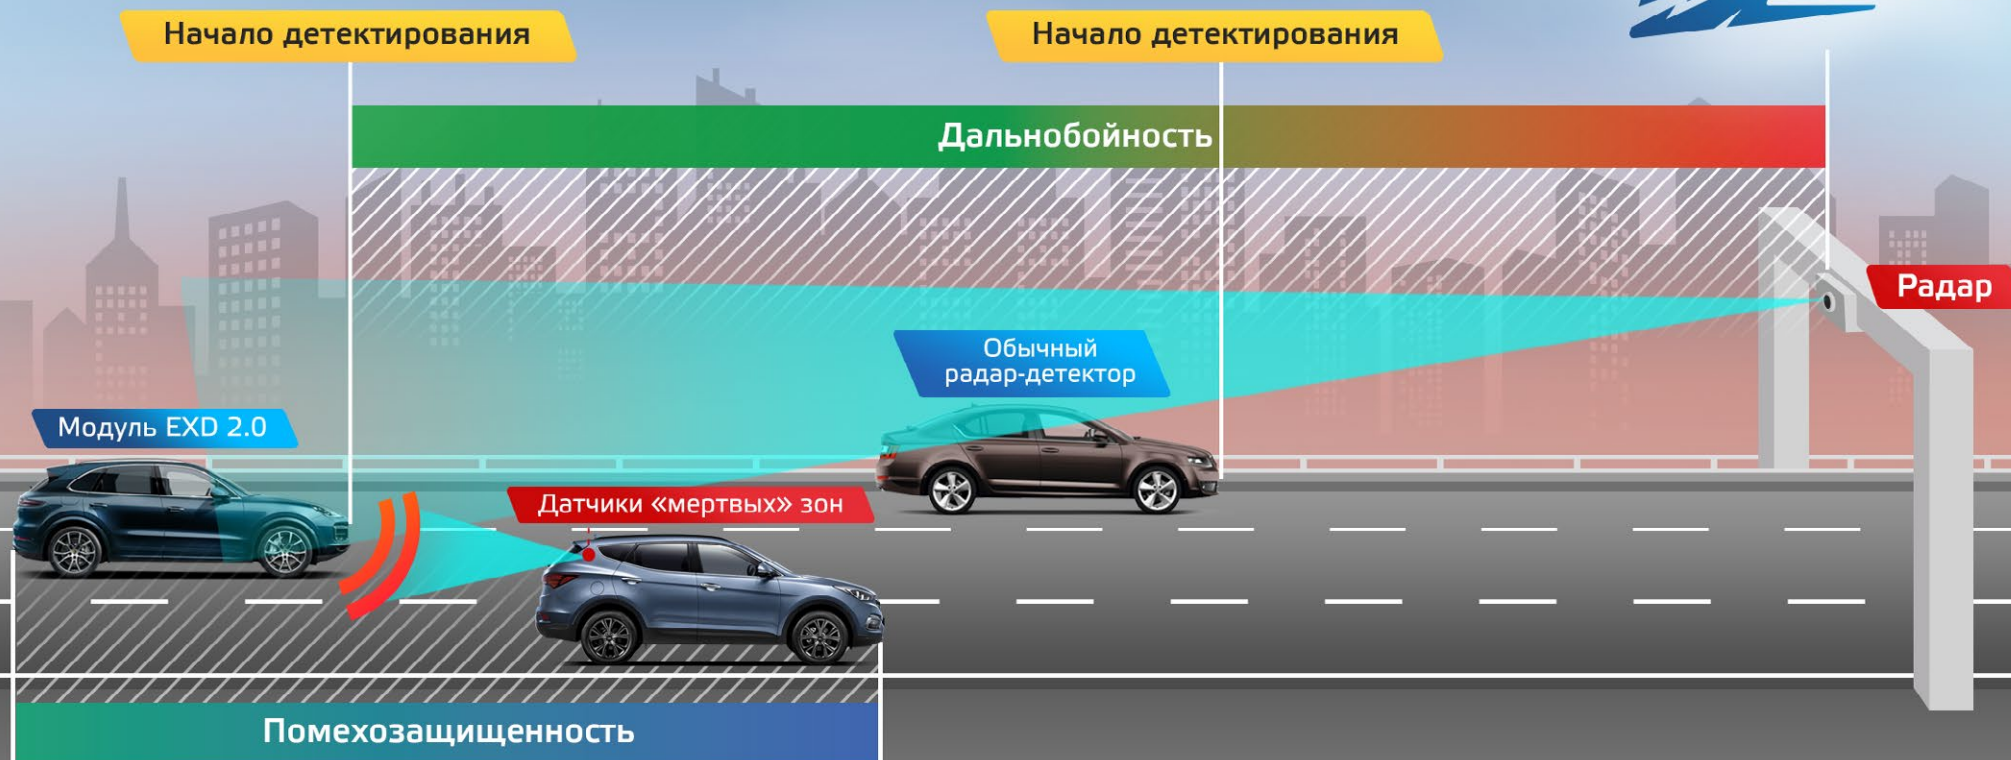 Начало детектирования
Начало детектирования
Дальнобойность
Радар
Обычный
радар-детектор
Модуль EXD 2.0
Датчики «мертвых» зон
Помехозащищенность